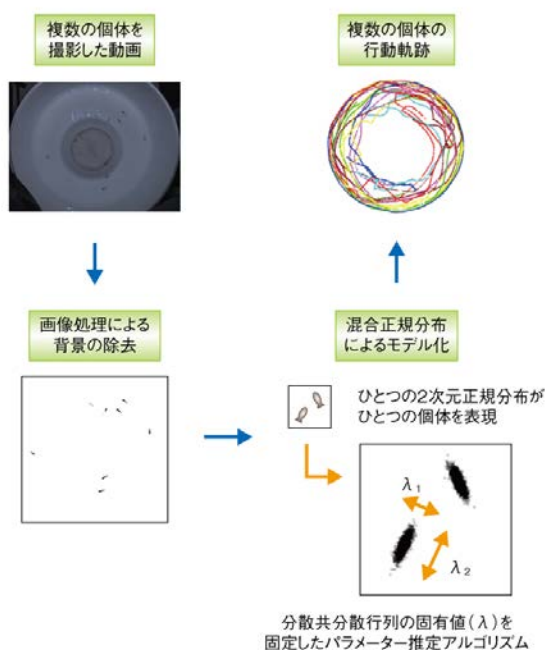 複数の個体を
撮影した動画
複数の個体の
行動軌跡
画像処理による
背景の除去
混合正規分布
によるモデル化
ひとつの2次元正規分布が
ひとつの個体を表現
λ1
λ2
分散共分散行列の固有値(λ)を
固定したパラメーター推定アルゴリズム